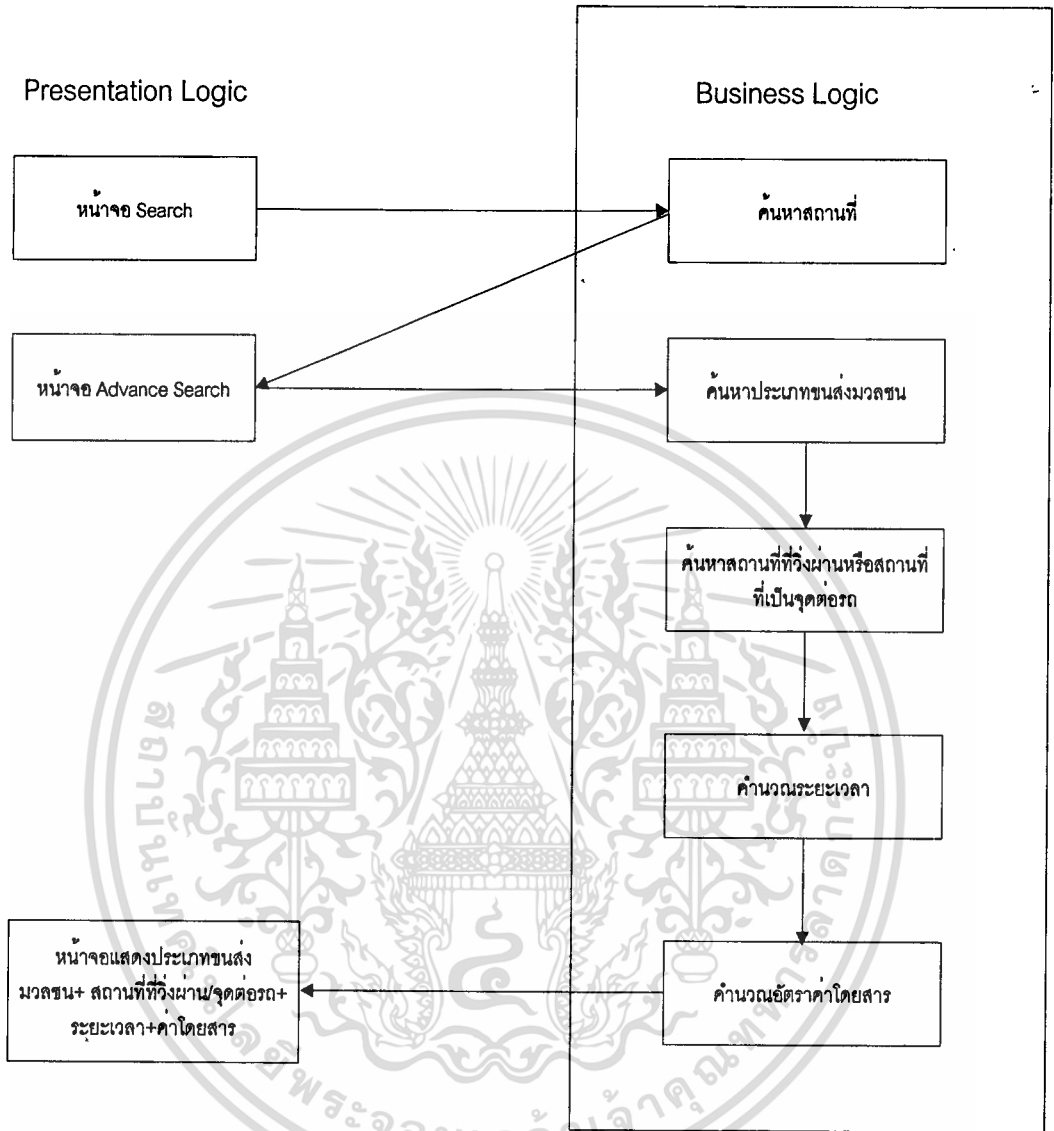 Presentation Logic
Business Logic
หน้าจอ Search
ค้นหาสถานที่
หน้าจอ Advance Search
ค้นหาประเภทขนส่งมวลชน
ค้นหาสถานที่ที่วิ่งผ่านหรือสถานที่
ที่เป็นจุดต่อรถ
คำนวณระยะเวลา
หน้าจอแสดงประเภทขนส่ง
มวลชน+ สถานที่ที่วิ่งผ่าน/จุดต่อรถ+
ระยะเวลา+ค่าโดยสาร
คำนวณอัตราค่าโดยสาร